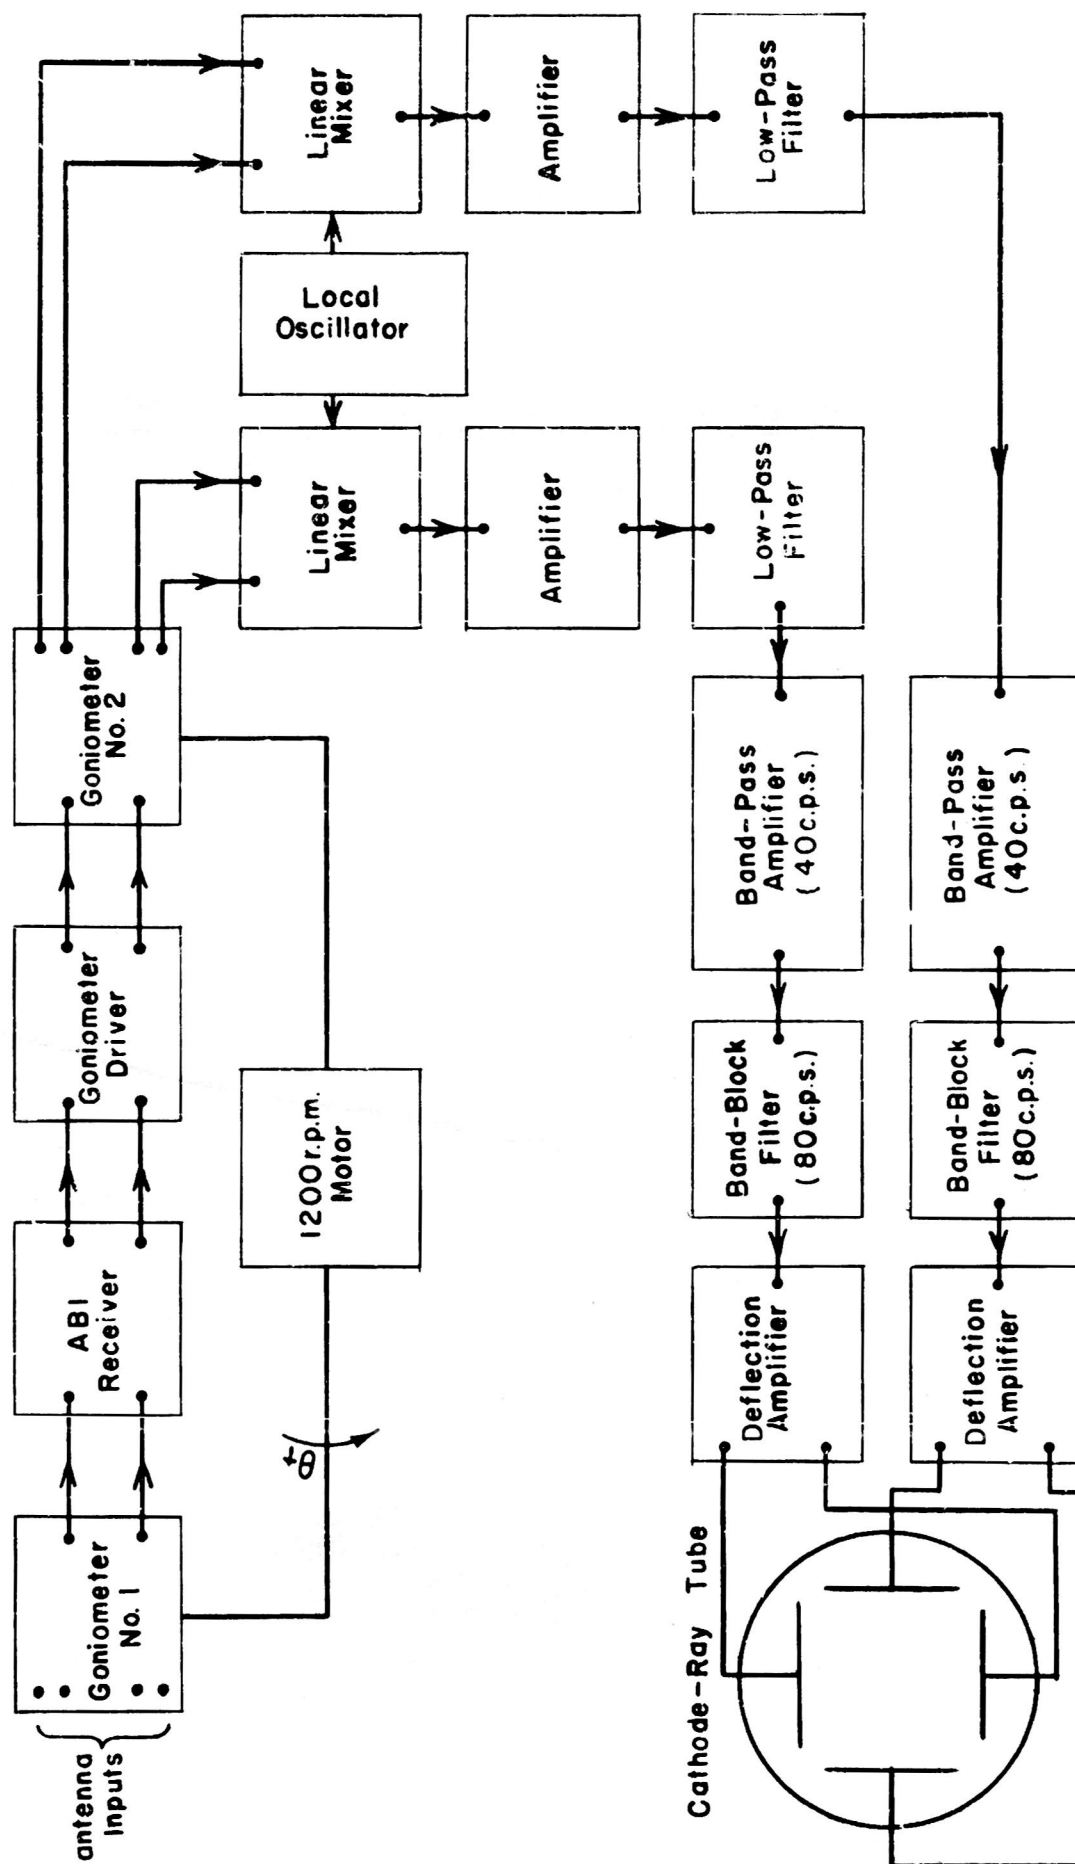 antenna
Inputs
Goniometer
No. 1
ABI
Receiver
Goniometer
Driver
Goniometer
No. 2
+θ
1200 r.p.m.
Motor
Linear
Mixer
Local
Oscillator
Linear
Mixer
Amplifier
Amplifier
Low-Pass
Filter
Low-Pass
Filter
Cathode-Ray Tube
Deflection
Amplifier
Band-Block
Filter
(80 c.p.s.)
Band-Pass
Amplifier
(40 c.p.s.)
Deflection
Amplifier
Band-Block
Filter
(80 c.p.s.)
Band-Pass
Amplifier
(40 c.p.s.)